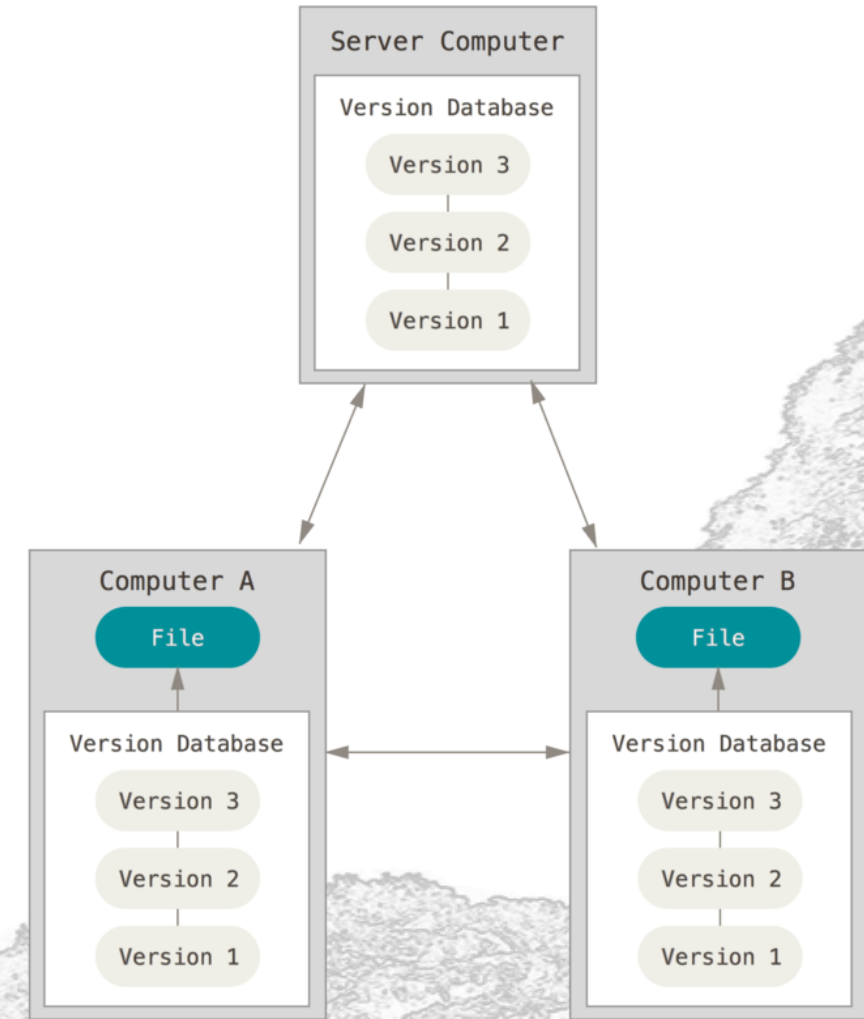 Server Computer
Version Database
Version 3
Version 2
Version 1
Computer A
File
Version Database
Version 3
Version 2
Version 1
Computer B
File
Version Database
Version 3
Version 2
Version 1